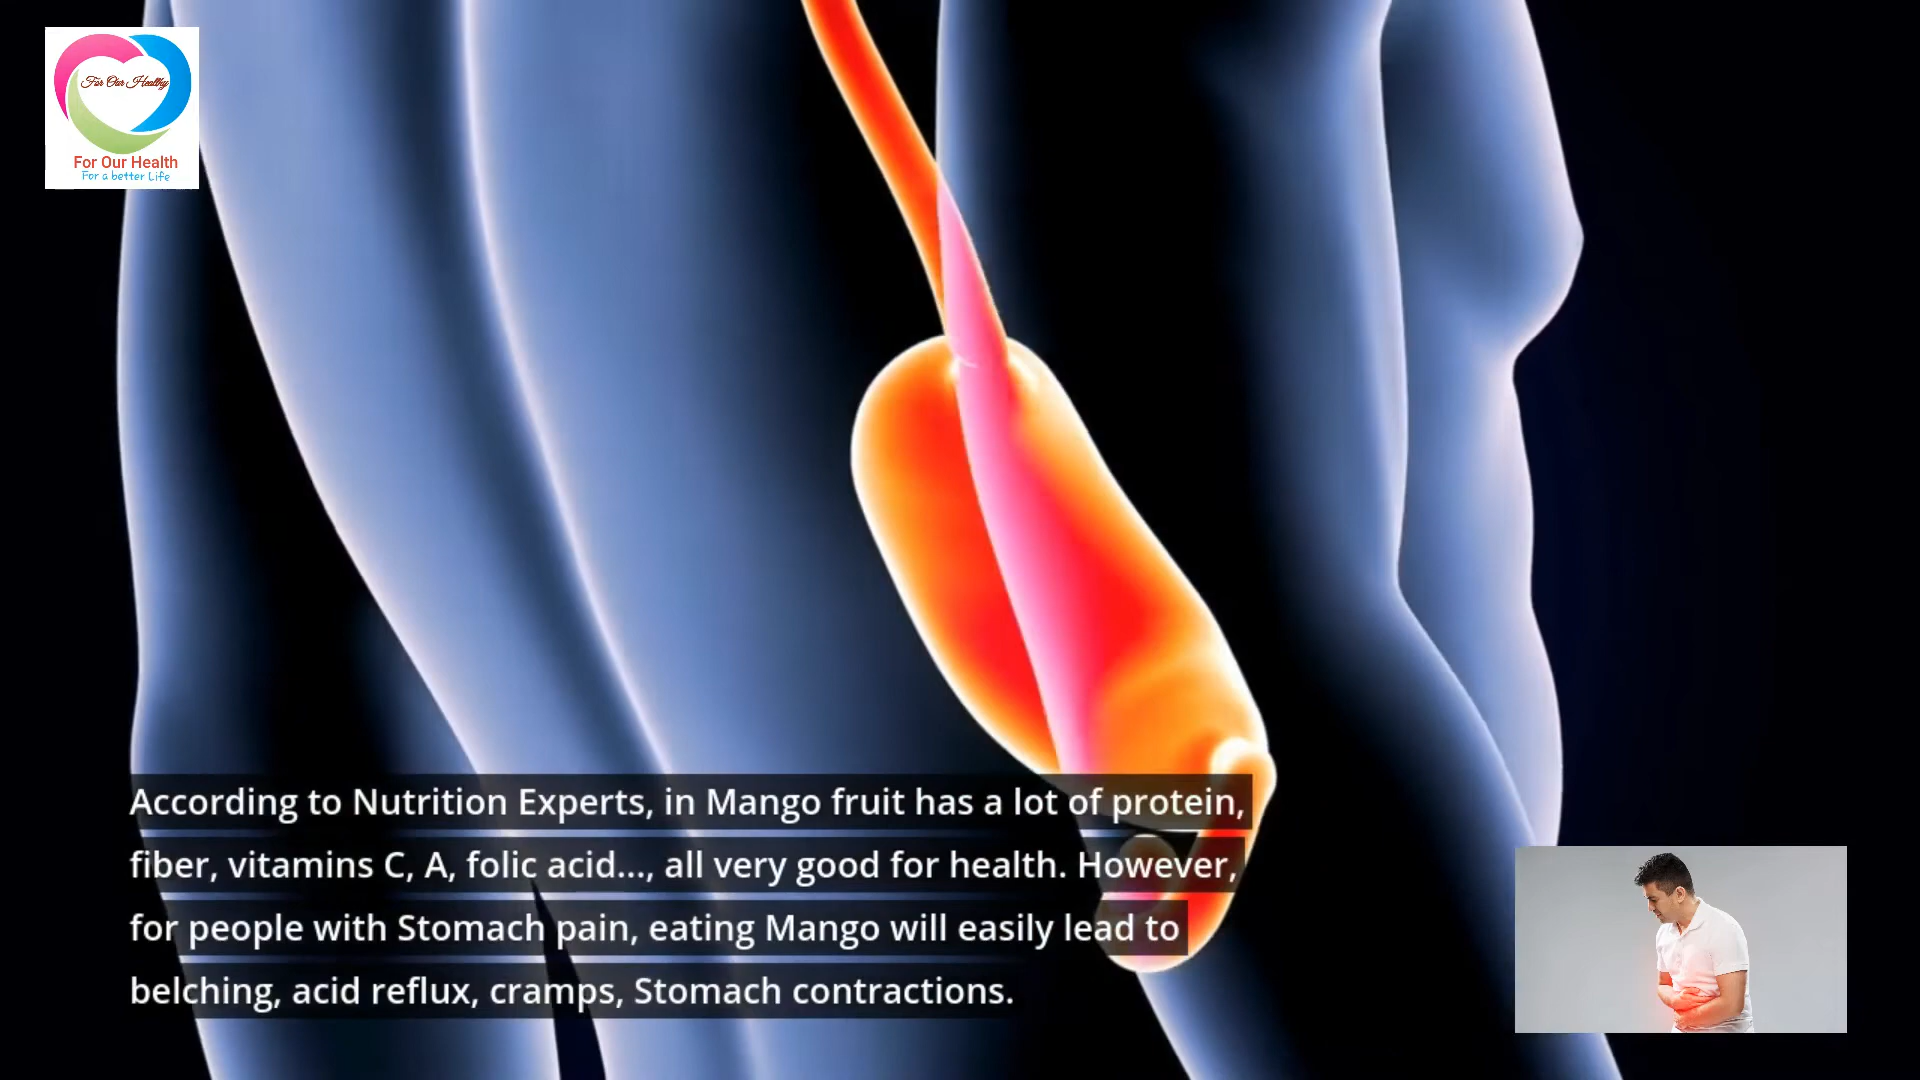 For Our Healthy
For Our Health
For a better Life
According to Nutrition Experts, in Mango fruit has a lot of protein,
fiber, vitamins C, A, folic acid..., all very good for health. However,
for people with Stomach pain, eating Mango will easily lead to
belching, acid reflux, cramps, Stomach contractions.